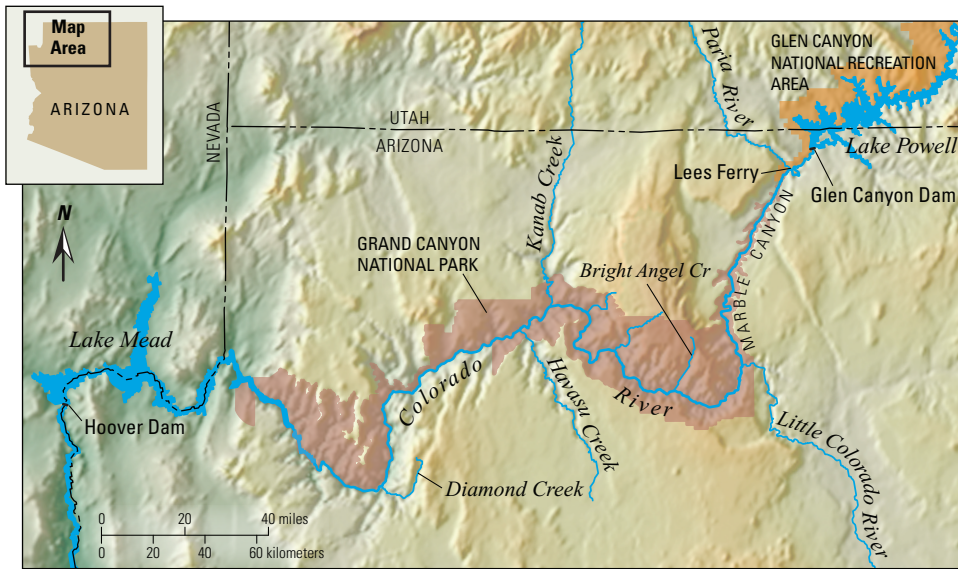 Map
Area
ARIZONA
NEVADA
UTAH
ARIZONA
Kanab Creek
Paria River
GLEN CANYON
NATIONAL RECREATION
AREA
Lake Powell
Lees Ferry
Glen Canyon Dam
N
GRAND CANYON
NATIONAL PARK
Bright Angel Cr
MARBLE CANYON
Lake Mead
Hoover Dam
Colorado
River
Havasu Creek
Little Colorado River
Diamond Creek
0 20 40 miles
0 20 40 60 kilometers